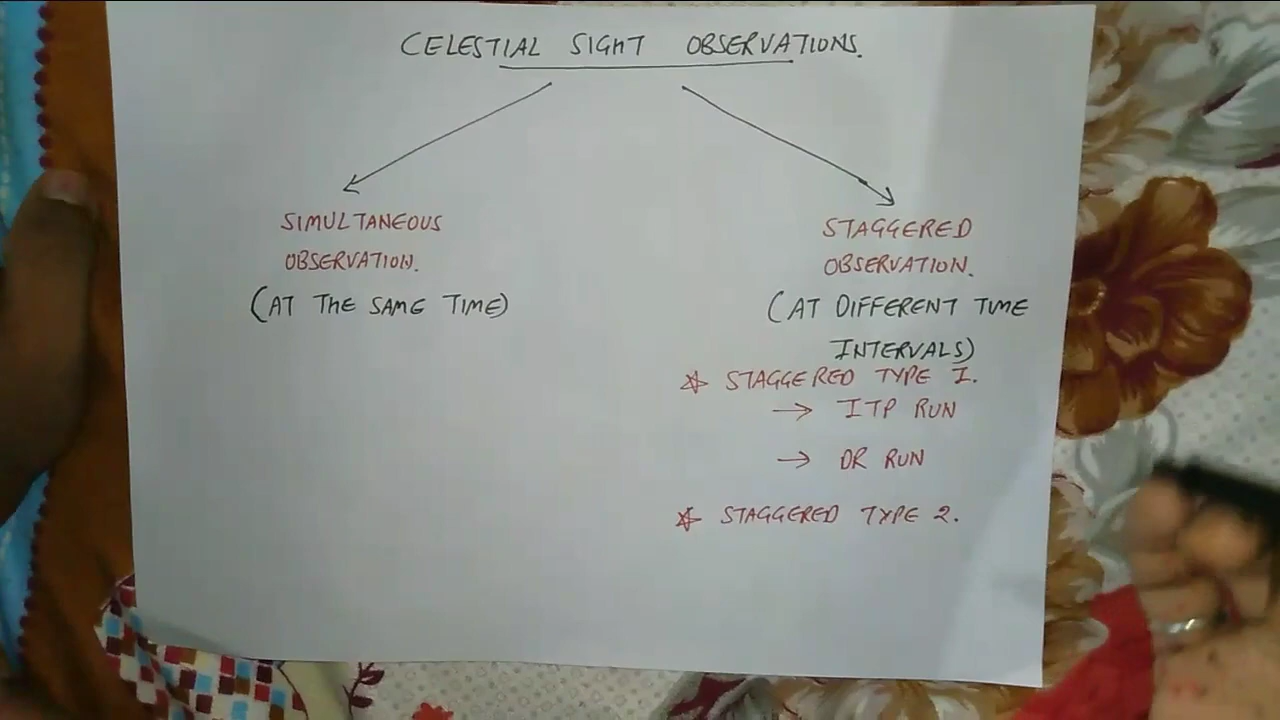 CELESTIAL SIGHT OBSERVATIONS.
SIMULTANEOUS
OBSERVATION.
(AT THE SAME TIME)
STAGGERED
OBSERVATION.
(AT DIFFERENT TIME
INTERVALS)
☆ STAGGERED TYPE 1.
→ ITP RUN
→ DR RUN
☆ STAGGERED TYPE 2.